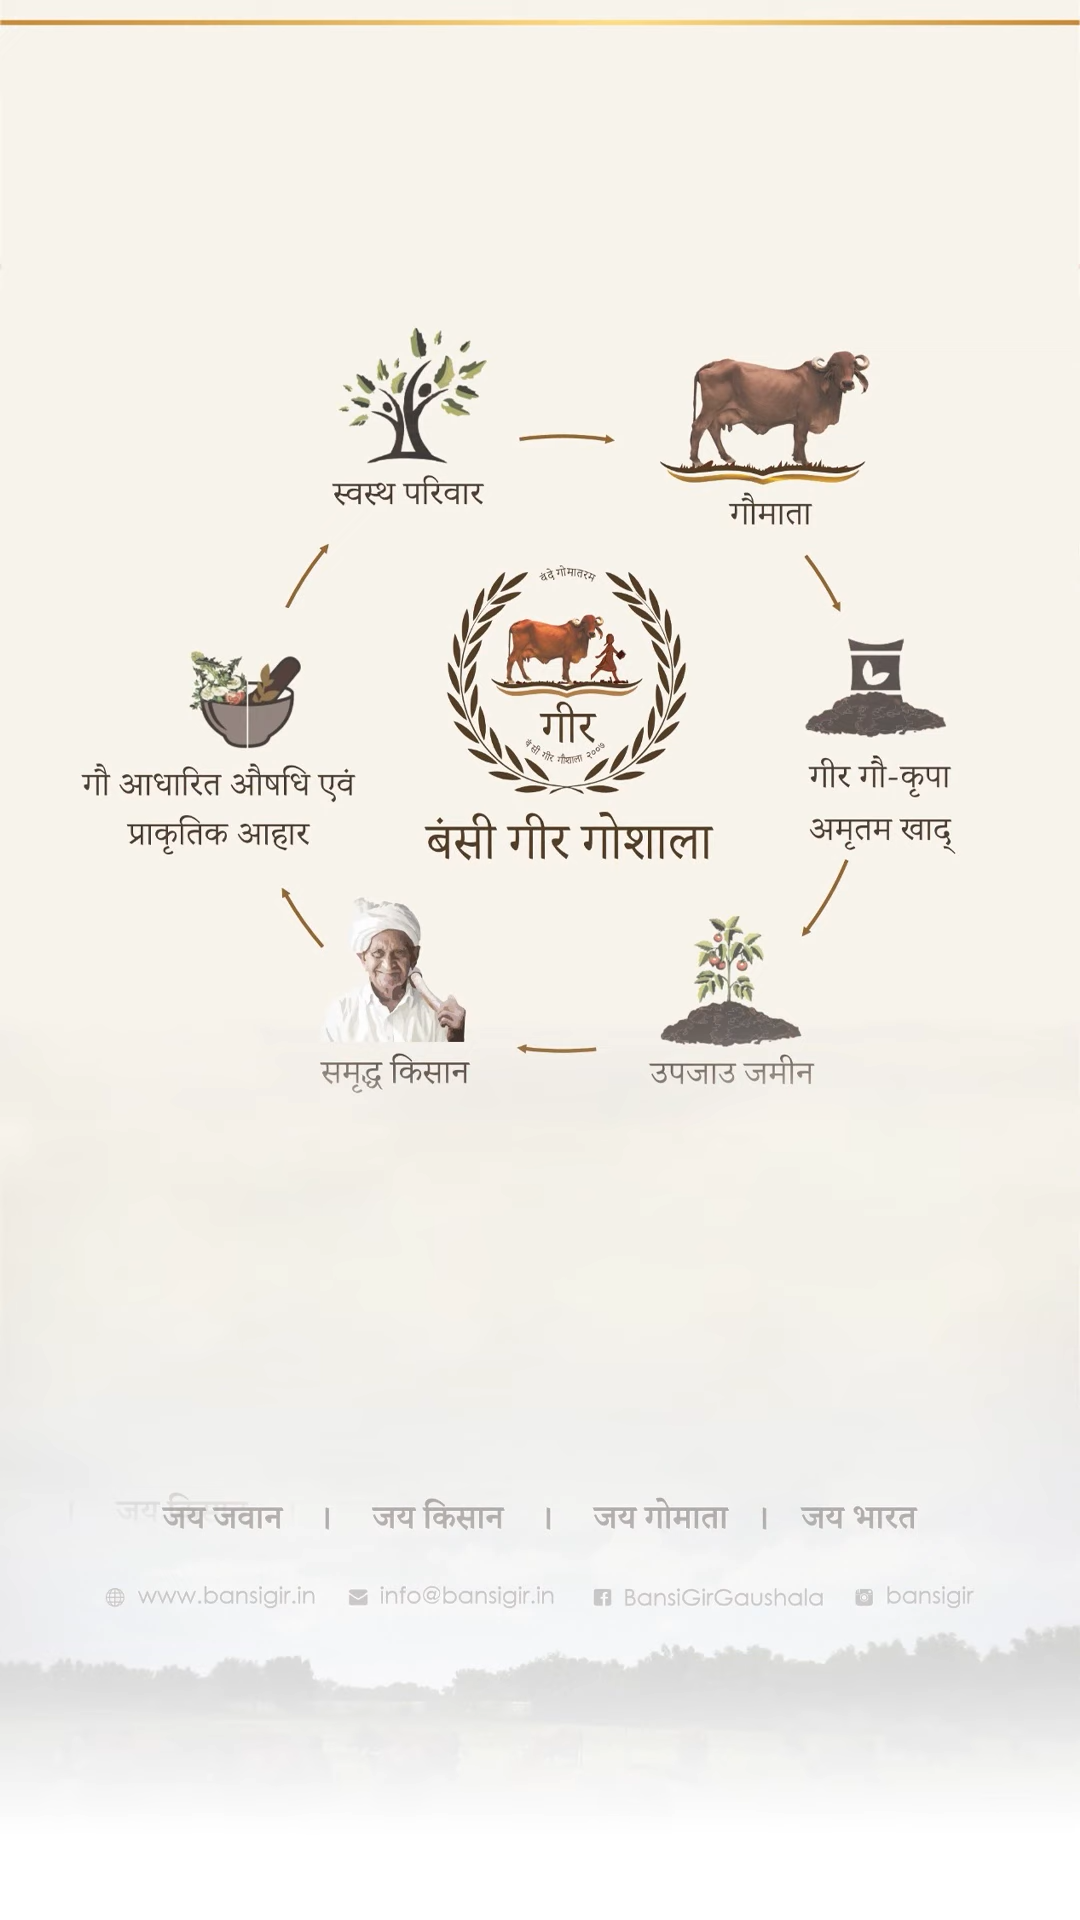 स्वस्थ परिवार
गौमाता
वंदे गोमातरम
गीर
बंसी गीर गौशाला २००७
बंसी गीर गोशाला
गीर गौ-कृपा
अमृतम खाद्
गौ आधारित औषधि एवं
प्राकृतिक आहार
समृद्ध किसान
उपजाउ जमीन
जय जवान । जय किसान । जय गोमाता । जय भारत
www.bansigir.in info@bansigir.in BansiGirGaushala bansigir